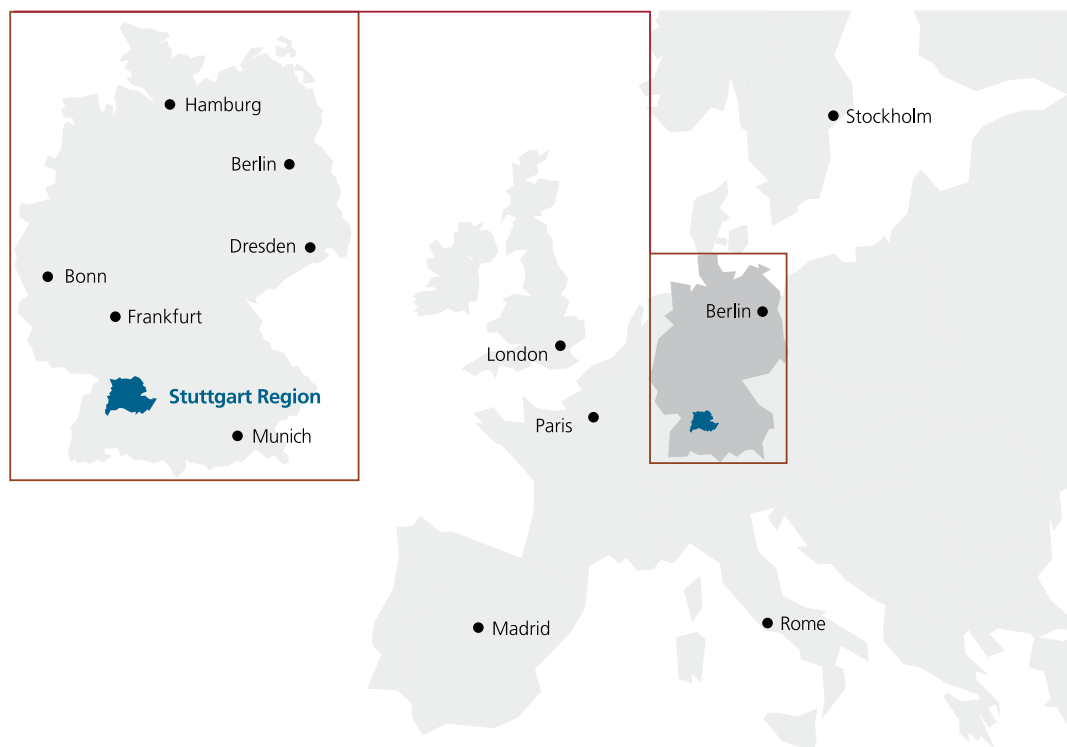 Hamburg
Berlin
Dresden
Bonn
Frankfurt
Stuttgart Region
Munich
Stockholm
Berlin
London
Paris
Madrid
Rome